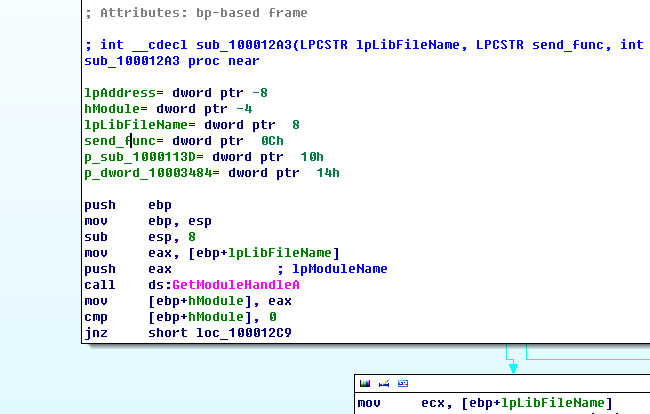 ; Attributes: bp-based frame
; int __cdecl sub_100012A3(LPCSTR lpLibFileName, LPCSTR send_func, int
sub_100012A3 proc near
lpAddress= dword ptr -8
hModule= dword ptr -4
lpLibFileName= dword ptr  8
send_func= dword ptr  0Ch
p_sub_1000113D= dword ptr  10h
p_dword_10003484= dword ptr  14h
push    ebp
mov     ebp, esp
sub     esp, 8
mov     eax, [ebp+lpLibFileName]
push    eax             ; lpModuleName
call    ds:GetModuleHandleA
mov     [ebp+hModule], eax
cmp     [ebp+hModule], 0
jnz     short loc_100012C9
mov     ecx, [ebp+lpLibFileName]